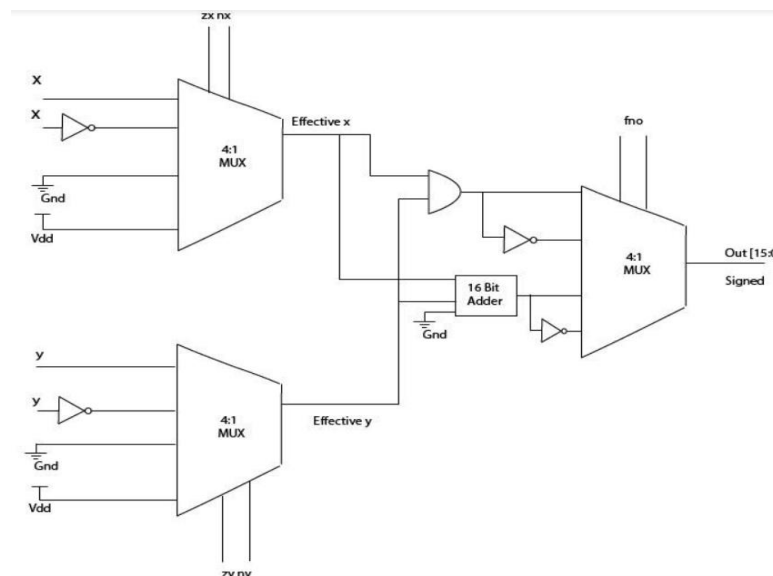 zx nx
X
X
4:1
MUX
Gnd
Vdd
Effective x
fno
4:1
MUX
Out [15:0
Signed
16 Bit
Adder
Gnd
y
y
4:1
MUX
Gnd
Vdd
Effective y
zy ny